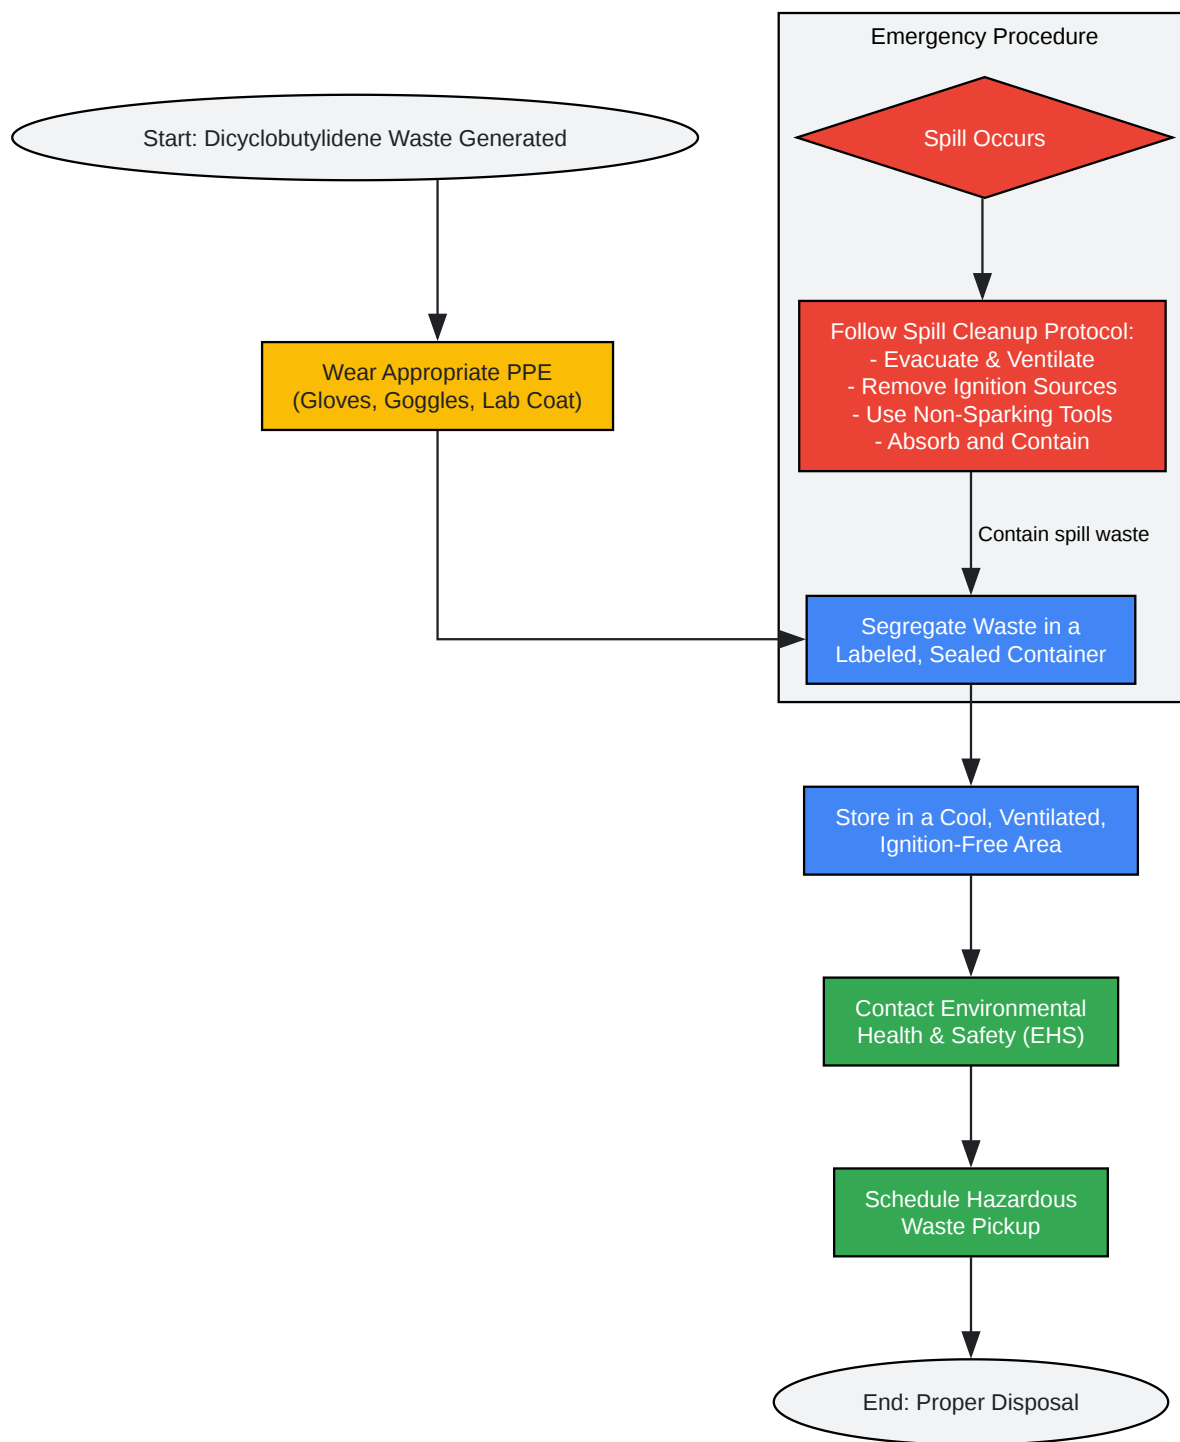 Emergency Procedure
Start: Dicyclobutylidene Waste Generated
Spill Occurs
Wear Appropriate PPE
(Gloves, Goggles, Lab Coat)
Follow Spill Cleanup Protocol:
- Evacuate & Ventilate
- Remove Ignition Sources
- Use Non-Sparking Tools
- Absorb and Contain
Contain spill waste
Segregate Waste in a
Labeled, Sealed Container
Store in a Cool, Ventilated,
Ignition-Free Area
Contact Environmental
Health & Safety (EHS)
Schedule Hazardous
Waste Pickup
End: Proper Disposal